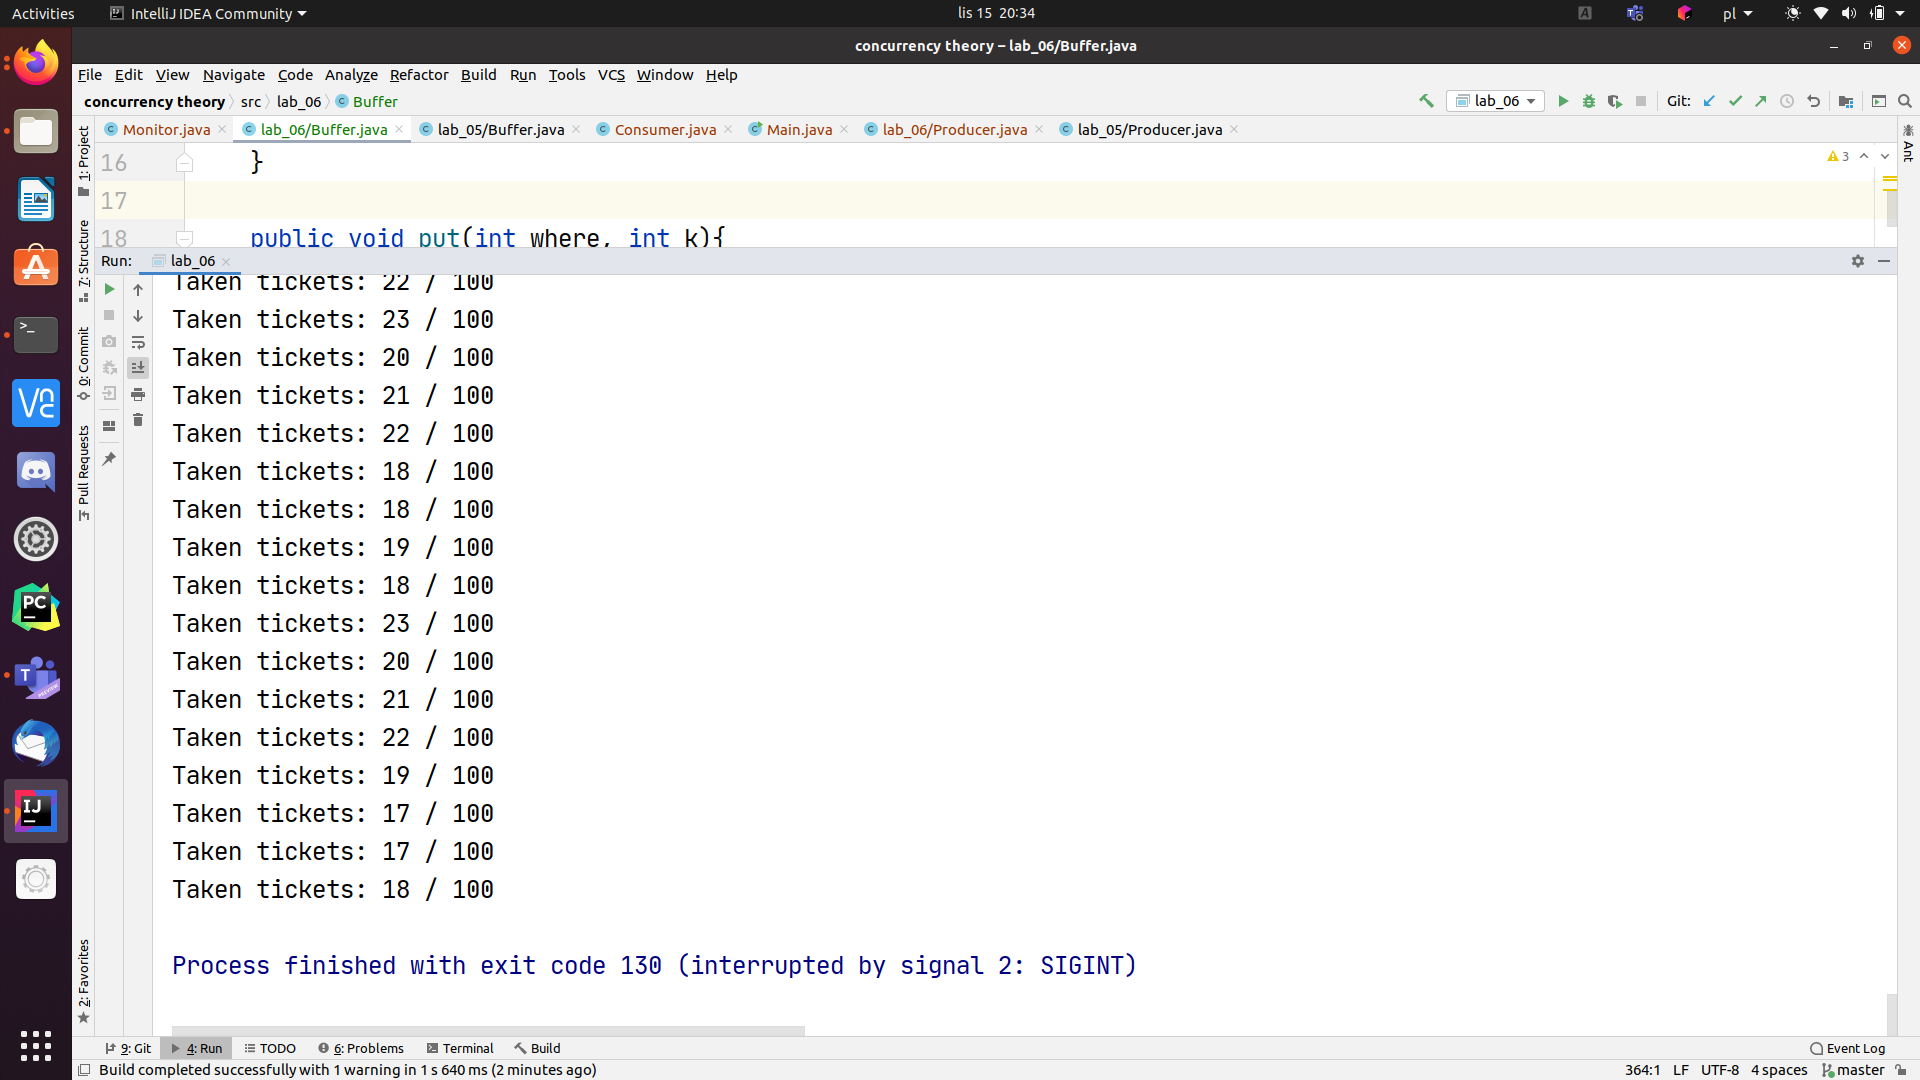 Activities IntelliJ IDEA Community lis 15 20:34 A pl
concurrency theory – lab_06/Buffer.java
File Edit View Navigate Code Analyze Refactor Build Run Tools VCS Window Help
concurrency theory src lab_06 C Buffer lab_06 Git:
Monitor.java lab_06/Buffer.java lab_05/Buffer.java Consumer.java Main.java lab_06/Producer.java lab_05/Producer.java
16 }
17
18 public void put(int where, int k){
3
Run: lab_06
Taken tickets: 22 / 100
Taken tickets: 23 / 100
Taken tickets: 20 / 100
Taken tickets: 21 / 100
Taken tickets: 22 / 100
Taken tickets: 18 / 100
Taken tickets: 18 / 100
Taken tickets: 19 / 100
Taken tickets: 18 / 100
Taken tickets: 23 / 100
Taken tickets: 20 / 100
Taken tickets: 21 / 100
Taken tickets: 22 / 100
Taken tickets: 19 / 100
Taken tickets: 17 / 100
Taken tickets: 17 / 100
Taken tickets: 18 / 100
Process finished with exit code 130 (interrupted by signal 2: SIGINT)
1: Project
7: Structure
0: Commit
Pull Requests
2: Favorites
Ant
9: Git 4: Run TODO 6: Problems Terminal Build Event Log
Build completed successfully with 1 warning in 1 s 640 ms (2 minutes ago) 364:1 LF UTF-8 4 spaces master